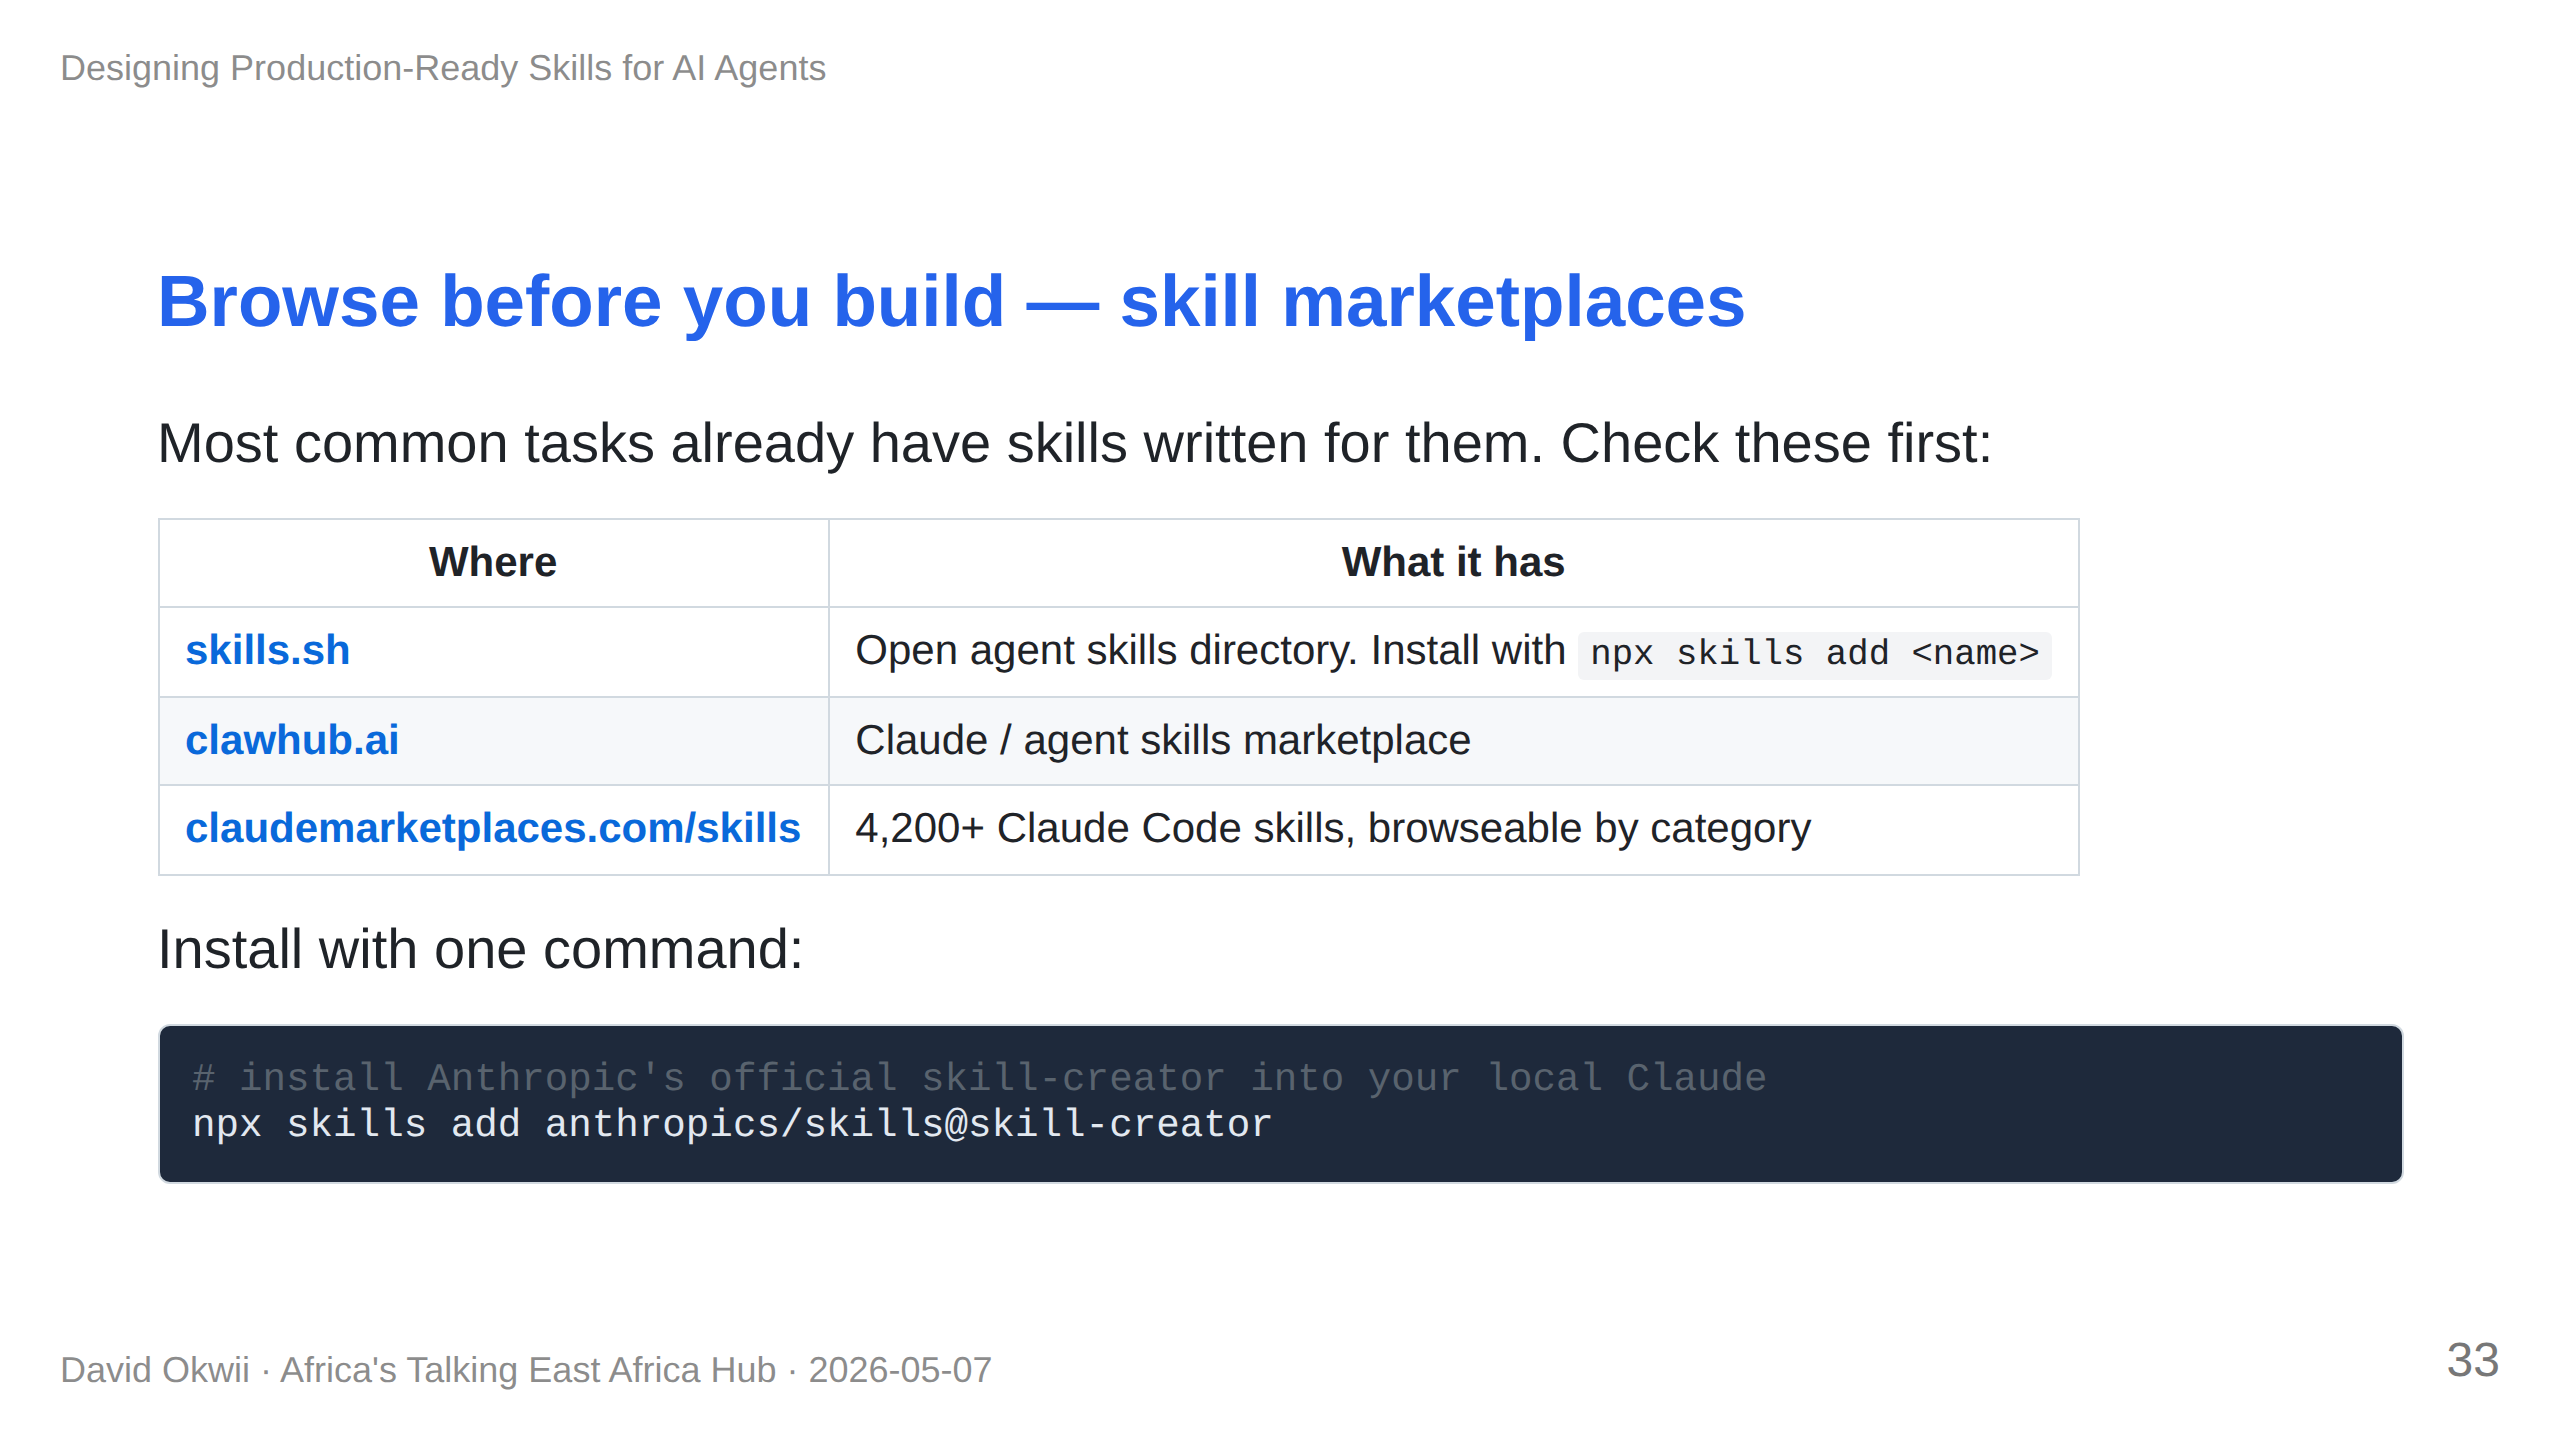 Designing Production-Ready Skills for AI Agents
Browse before you build — skill marketplaces
Most common tasks already have skills written for them. Check these first:
Where What it has
skills.sh Open agent skills directory. Install with npx skills add <name>
clawhub.ai Claude / agent skills marketplace
claudemarketplaces.com/skills 4,200+ Claude Code skills, browseable by category
Install with one command:
# install Anthropic's official skill-creator into your local Claude
npx skills add anthropics/skills@skill-creator
David Okwii · Africa's Talking East Africa Hub · 2026-05-07
33